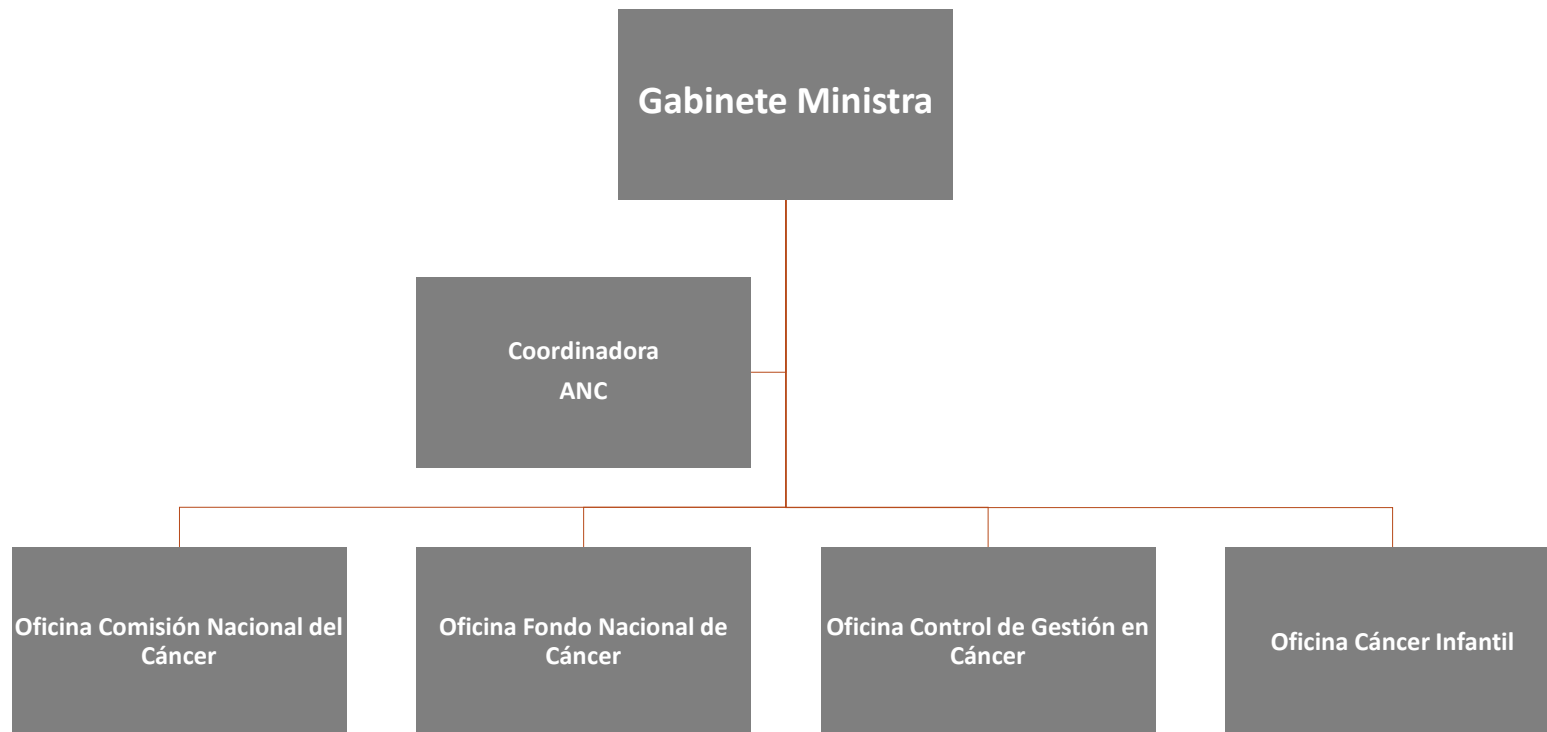 Gabinete Ministra
Coordinadora
ANC
Oficina Comisión Nacional del
Cáncer
Oficina Fondo Nacional de
Cáncer
Oficina Control de Gestión en
Cáncer
Oficina Cáncer Infantil